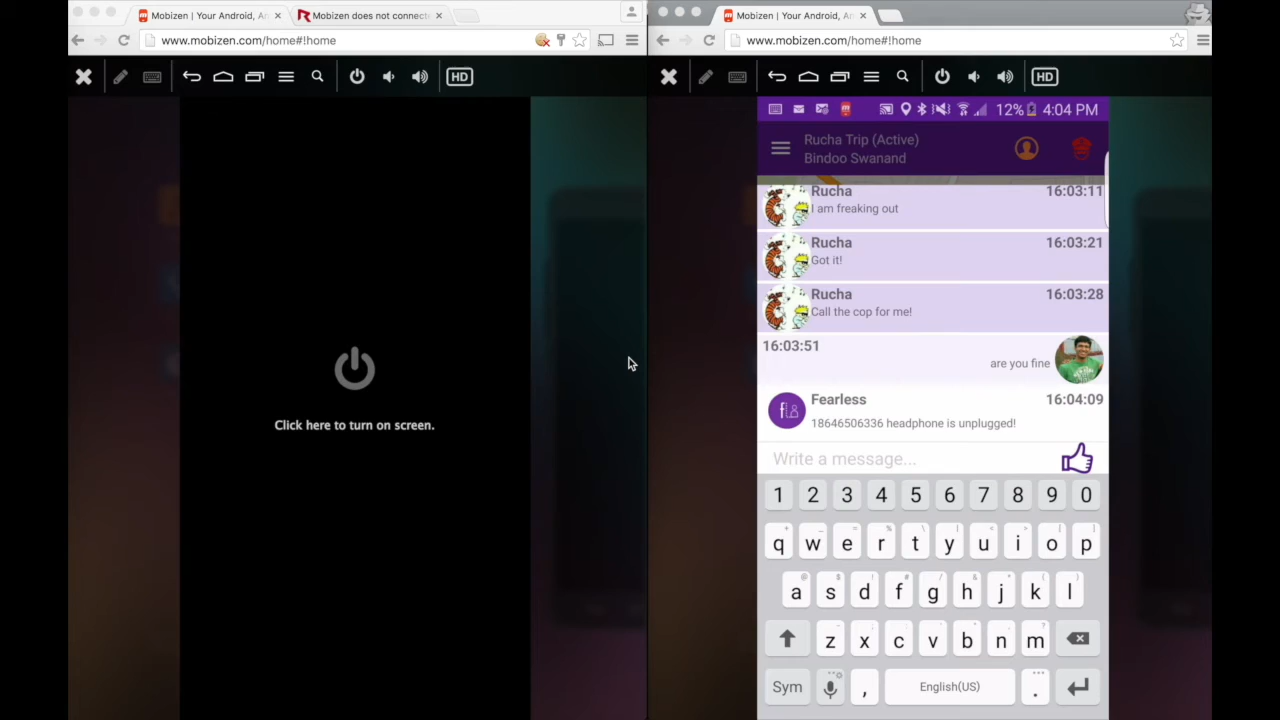 Mobizen | Your Android, A
Mobizen does not connect
www.mobizen.com/home#!home
HD
Click here to turn on screen.
Mobizen | Your Android, A
www.mobizen.com/home#!home
HD
12% 4:04 PM
Rucha Trip (Active)
Bindoo Swanand
Rucha 16:03:11
I am freaking out
Rucha 16:03:21
Got it!
Rucha 16:03:28
Call the cop for me!
16:03:51
are you fine
Fearless 16:04:09
18646506336 headphone is unplugged!
Write a message...
1 2 3 4 5 6 7 8 9 0
q w e r t y u i o p
a s d f g h j k l
z x c v b n m
Sym , English(US) .